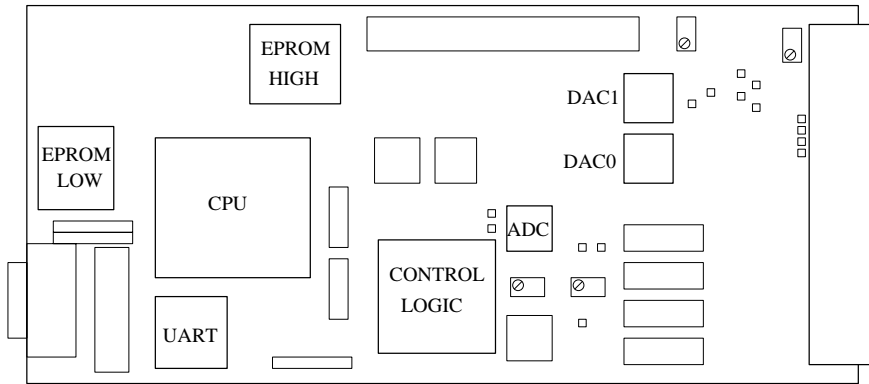 EPROM
HIGH
DAC1
EPROM
LOW
DAC0
CPU
ADC
CONTROL
LOGIC
UART